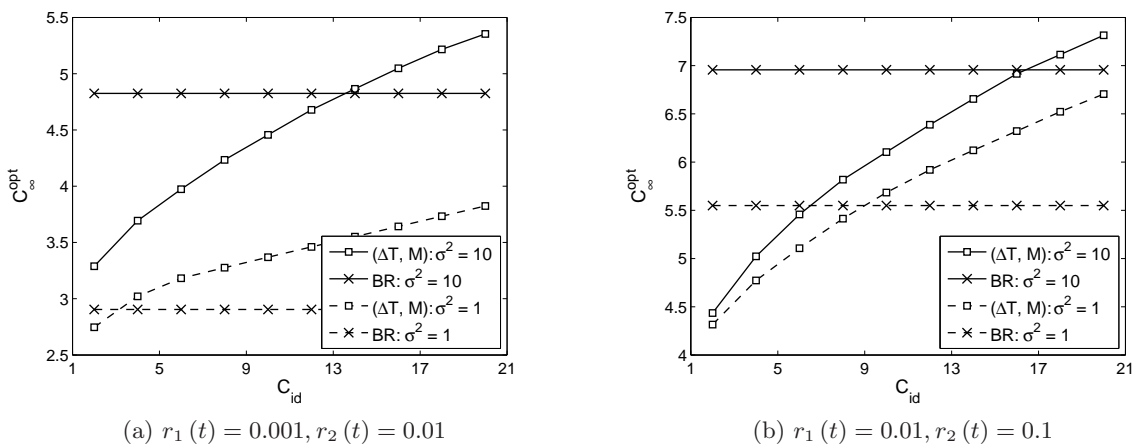 5.5
5
4.5
4
3.5
3
2.5
C∞^opt
1 5 9 13 17 21
C_id
(ΔT, M): σ² = 10
BR: σ² = 10
(ΔT, M): σ² = 1
BR: σ² = 1
(a) r₁ (t) = 0.001, r₂ (t) = 0.01
7.5
7
6.5
6
5.5
5
4.5
4
C∞^opt
1 5 9 13 17 21
C_id
(ΔT, M): σ² = 10
BR: σ² = 10
(ΔT, M): σ² = 1
BR: σ² = 1
(b) r₁ (t) = 0.01, r₂ (t) = 0.1